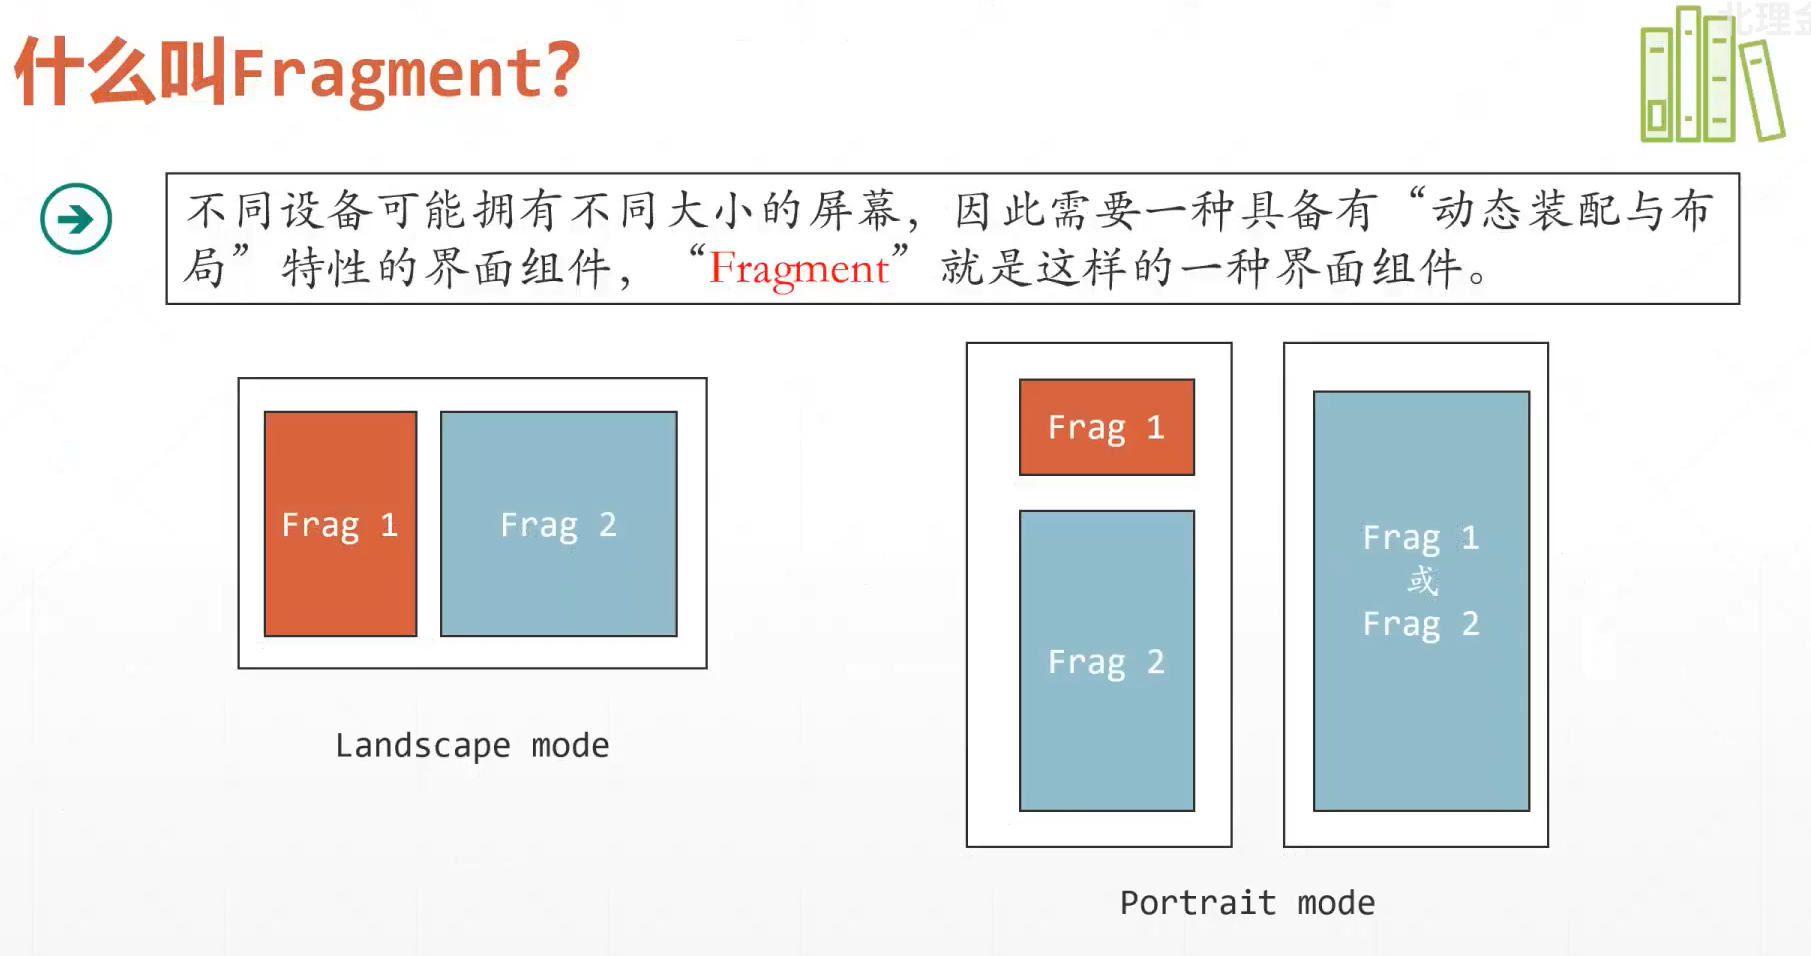 什么叫Fragment?
不同设备可能拥有不同大小的屏幕，因此需要一种具备有“动态装配与布
局”特性的界面组件，“Fragment”就是这样的一种界面组件。
Frag 1
Frag 2
Landscape mode
Frag 1
Frag 2
Frag 1
或
Frag 2
Portrait mode
北理金